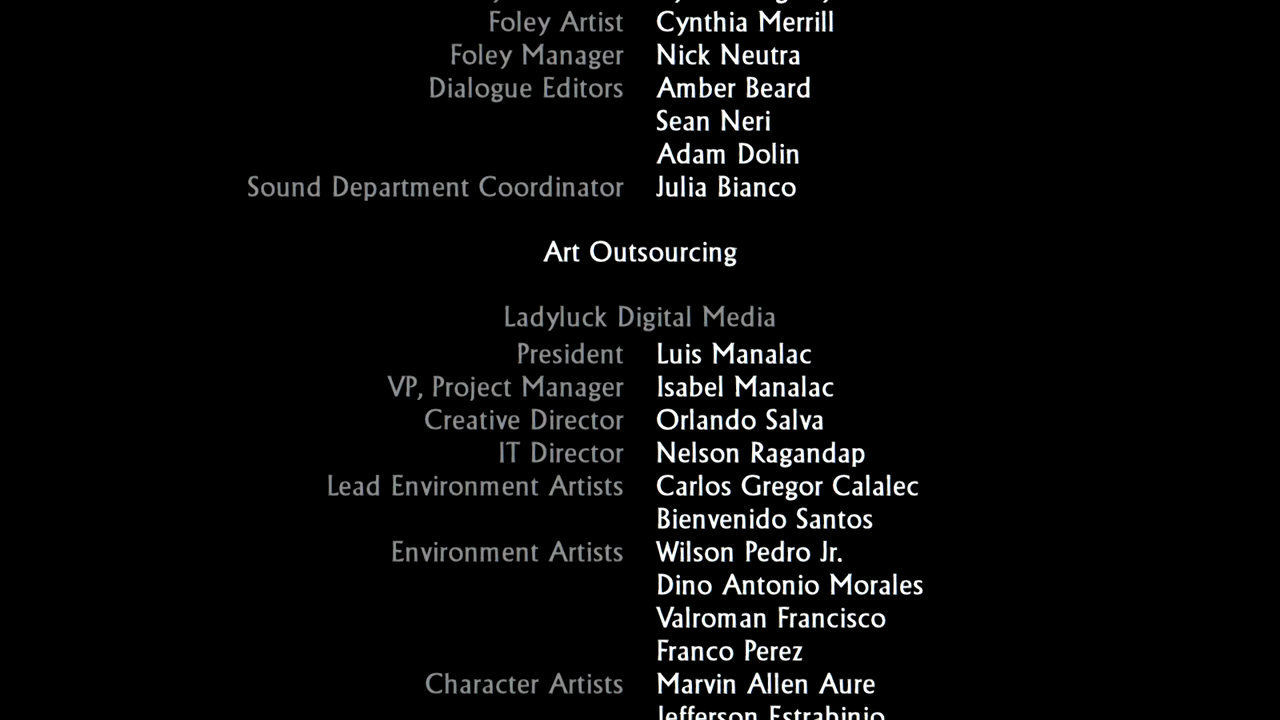 Foley Artist Cynthia Merrill
Foley Manager Nick Neutra
Dialogue Editors Amber Beard
Sean Neri
Adam Dolin
Sound Department Coordinator Julia Bianco
Art Outsourcing
Ladyluck Digital Media
President Luis Manalac
VP, Project Manager Isabel Manalac
Creative Director Orlando Salva
IT Director Nelson Ragandap
Lead Environment Artists Carlos Gregor Calalec
Bienvenido Santos
Environment Artists Wilson Pedro Jr.
Dino Antonio Morales
Valroman Francisco
Franco Perez
Character Artists Marvin Allen Aure
Jefferson Estrabinio